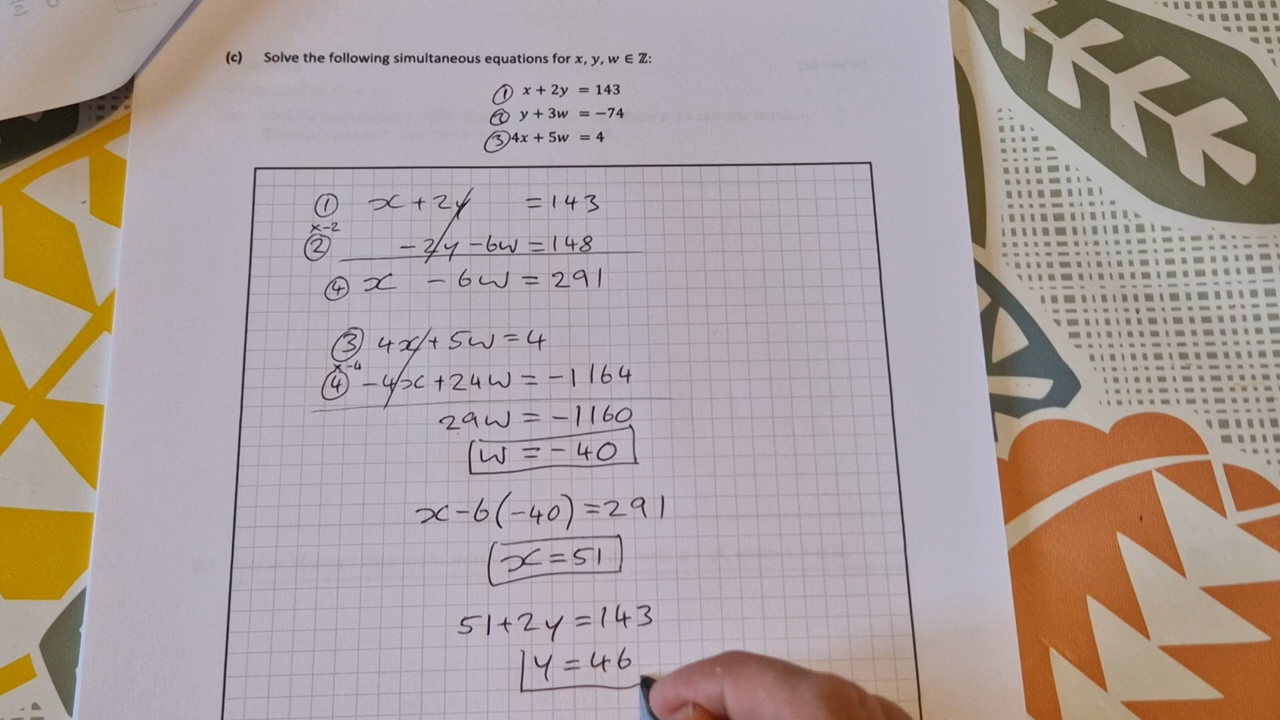 (c) Solve the following simultaneous equations for x, y, w ∈ ℤ:
① x + 2y = 143
② y + 3w = −74
③ 4x + 5w = 4
① x + 2y = 143
x-2
② − 2y − 6w = 148
④ x − 6w = 291
③ 4x + 5w = 4
x-4
④ −4x + 24w = −1164
29w = −1160
w = −40
x − 6(−40) = 291
x = 51
51 + 2y = 143
y = 46